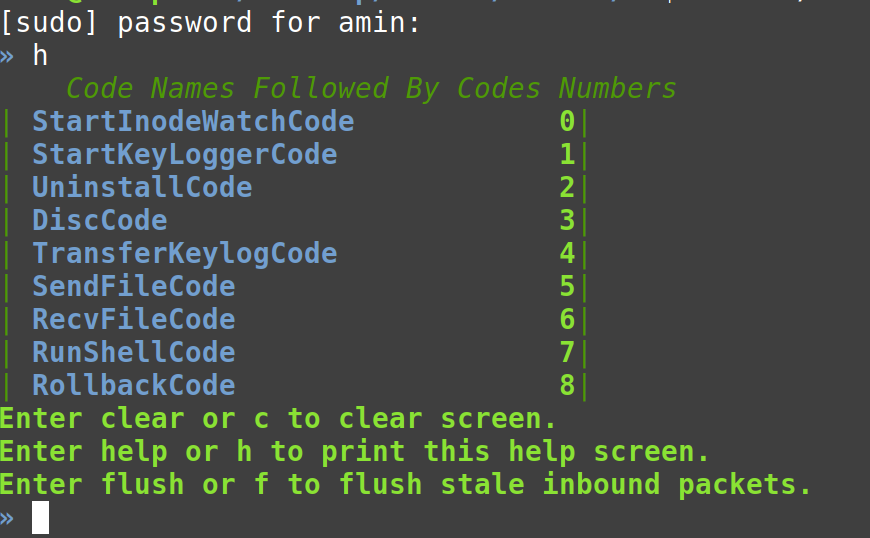 [sudo] password for amin:
» h
Code Names Followed By Codes Numbers
| StartInodeWatchCode 0|
| StartKeyLoggerCode 1|
| UninstallCode 2|
| DiscCode 3|
| TransferKeylogCode 4|
| SendFileCode 5|
| RecvFileCode 6|
| RunShellCode 7|
| RollbackCode 8|
Enter clear or c to clear screen.
Enter help or h to print this help screen.
Enter flush or f to flush stale inbound packets.
»